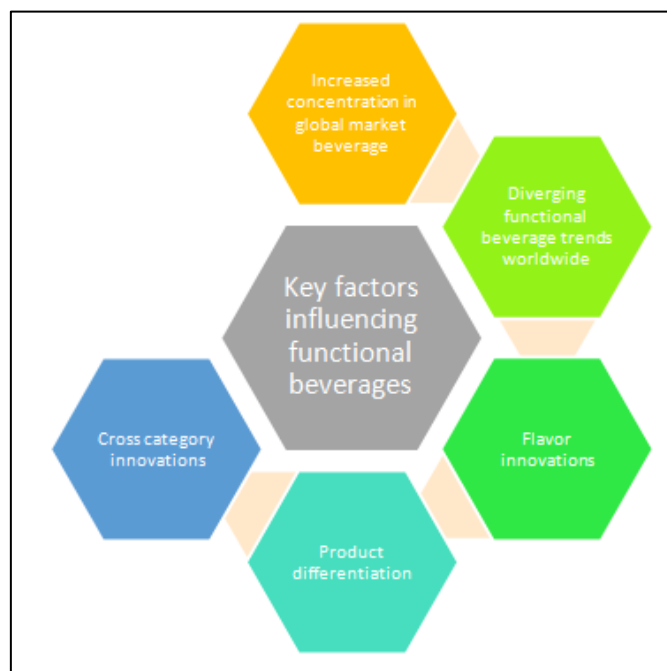 Increased
concentration in
global market
beverage
Diverging
functional
beverage trends
worldwide
Key factors
influencing
functional
beverages
Cross category
innovations
Flavor
innovations
Product
differentiation